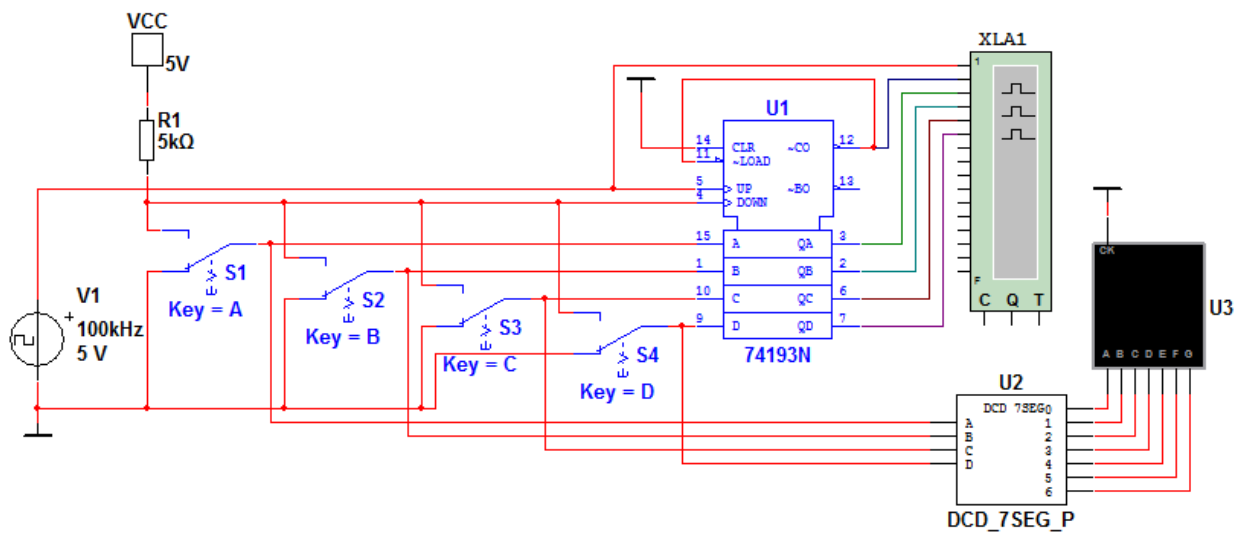 VCC
5V
R1
5kΩ
V1
+
100kHz
5 V
S1
Key = A
S2
Key = B
S3
Key = C
S4
Key = D
U1
14 CLR ~CO 12
11 ~LOAD
5 UP ~BO 13
4 DOWN
15 A QA 3
1 B QB 2
10 C QC 6
9 D QD 7
74193N
XLA1
1
F
C Q T
CK
U3
A B C D E F G
U2
DCD 7SEG0
A 1
B 2
C 3
D 4
5
6
DCD_7SEG_P